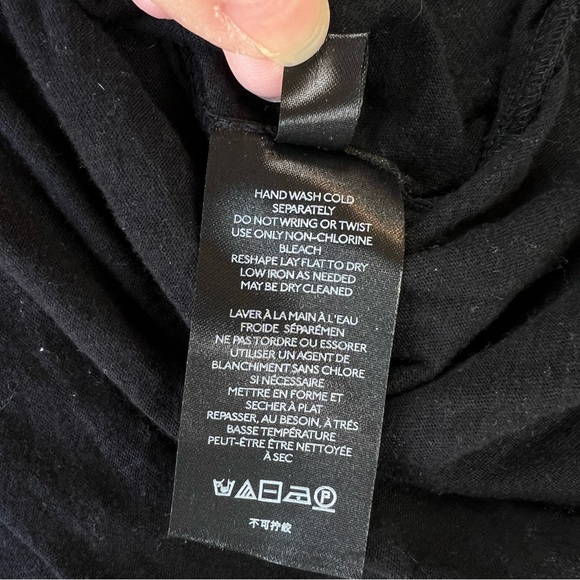 HAND WASH COLD
SEPARATELY
DO NOT WRING OR TWIST
USE ONLY NON-CHLORINE
BLEACH
RESHAPE LAY FLAT TO DRY
LOW IRON AS NEEDED
MAY BE DRY CLEANED
LAVER À LA MAIN À L'EAU
FROIDE SÉPARÉMEN
NE PAS TORDRE OU ESSORER
UTILISER UN AGENT DE
BLANCHIMENT SANS CHLORE
SI NÉCESSAIRE
METTRE EN FORME ET
SECHER À PLAT
REPASSER, AU BESOIN, À TRÉS
BASSE TEMPÉRATURE
PEUT-ÊTRE ÊTRE NETTOYÉE
À SEC
P
不可拧绞